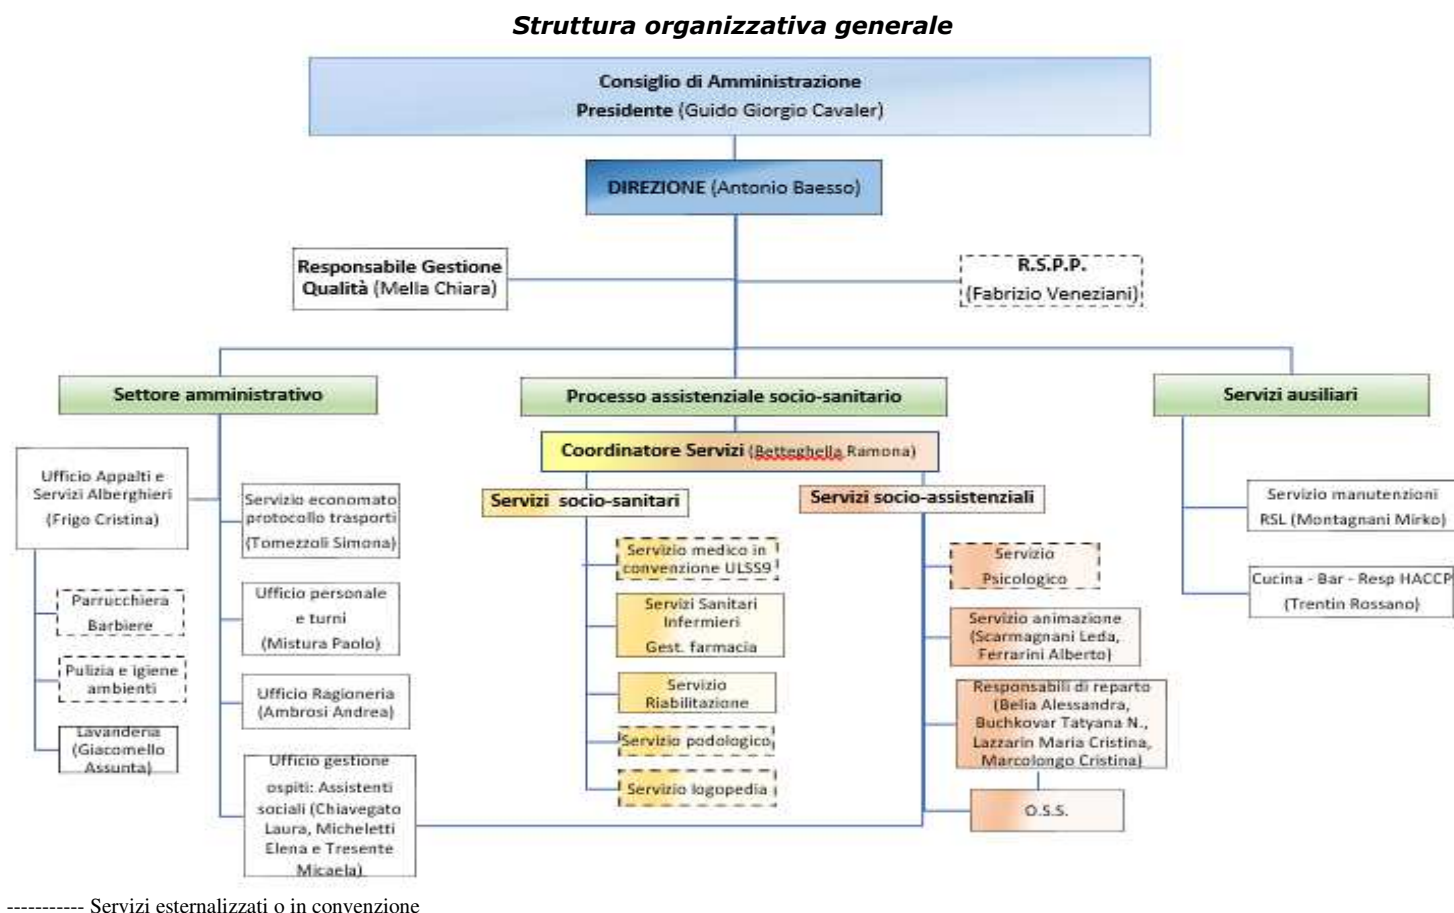 Struttura organizzativa generale
Consiglio di Amministrazione
Presidente (Guido Giorgio Cavaler)
DIREZIONE (Antonio Baesso)
Responsabile Gestione
Qualità (Mella Chiara)
R.S.P.P.
(Fabrizio Veneziani)
Settore amministrativo
Ufficio Appalti e
Servizi Alberghieri
(Frigo Cristina)
Parrucchiera
Barbiere
Pulizia e igiene
ambienti
Lavanderia
(Giacomello
Assunta)
Servizio economato
protocollo trasporti
(Tomezzoli Simona)
Ufficio personale
e turni
(Mistura Paolo)
Ufficio Ragioneria
(Ambrosi Andrea)
Ufficio gestione
ospiti: Assistenti
sociali (Chiavegato
Laura, Micheletti
Elena e Tresente
Micaela)
Processo assistenziale socio-sanitario
Coordinatore Servizi (Betteghella Ramona)
Servizi socio-sanitari
Servizio medico in
convenzione ULSS9
Servizi Sanitari
Infermieri
Gest. farmacia
Servizio
Riabilitazione
Servizio podologico
Servizio logopedia
Servizi socio-assistenziali
Servizio
Psicologico
Servizio animazione
(Scarmagnani Leda,
Ferrarini Alberto)
Responsabili di reparto
(Belia Alessandra,
Buchkovar Tatyana N.,
Lazzarin Maria Cristina,
Marcolongo Cristina)
O.S.S.
Servizi ausiliari
Servizio manutenzioni
RSL (Montagnani Mirko)
Cucina - Bar - Resp HACCP
(Trentin Rossano)
----------- Servizi esternalizzati o in convenzione